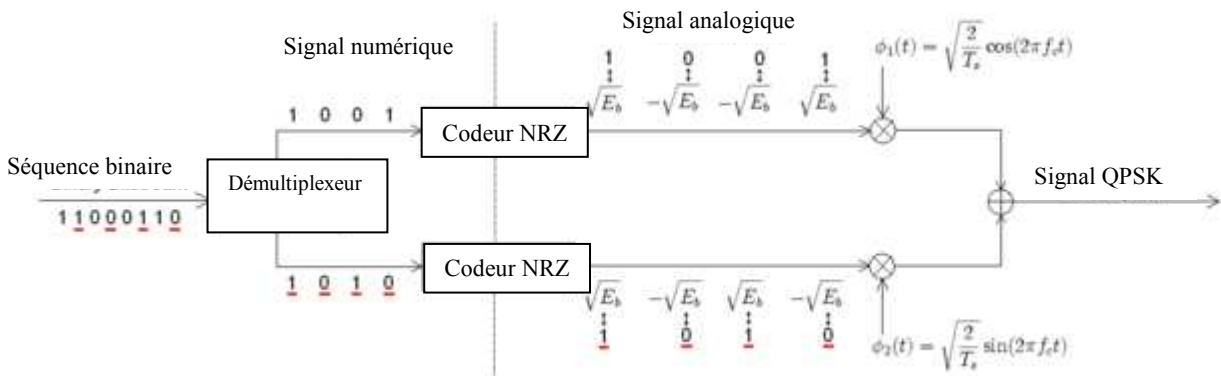 Signal numérique
Signal analogique
ϕ₁(t) = √(2/Tₛ) cos(2πf_c t)
1 0 0 1
√E_b −√E_b −√E_b √E_b
1 0 0 1
Codeur NRZ
Séquence binaire
Démultiplexeur
11000110
Signal QPSK
Codeur NRZ
1 0 1 0
√E_b −√E_b √E_b −√E_b
1 0 1 0
ϕ₂(t) = √(2/Tₛ) sin(2πf_c t)